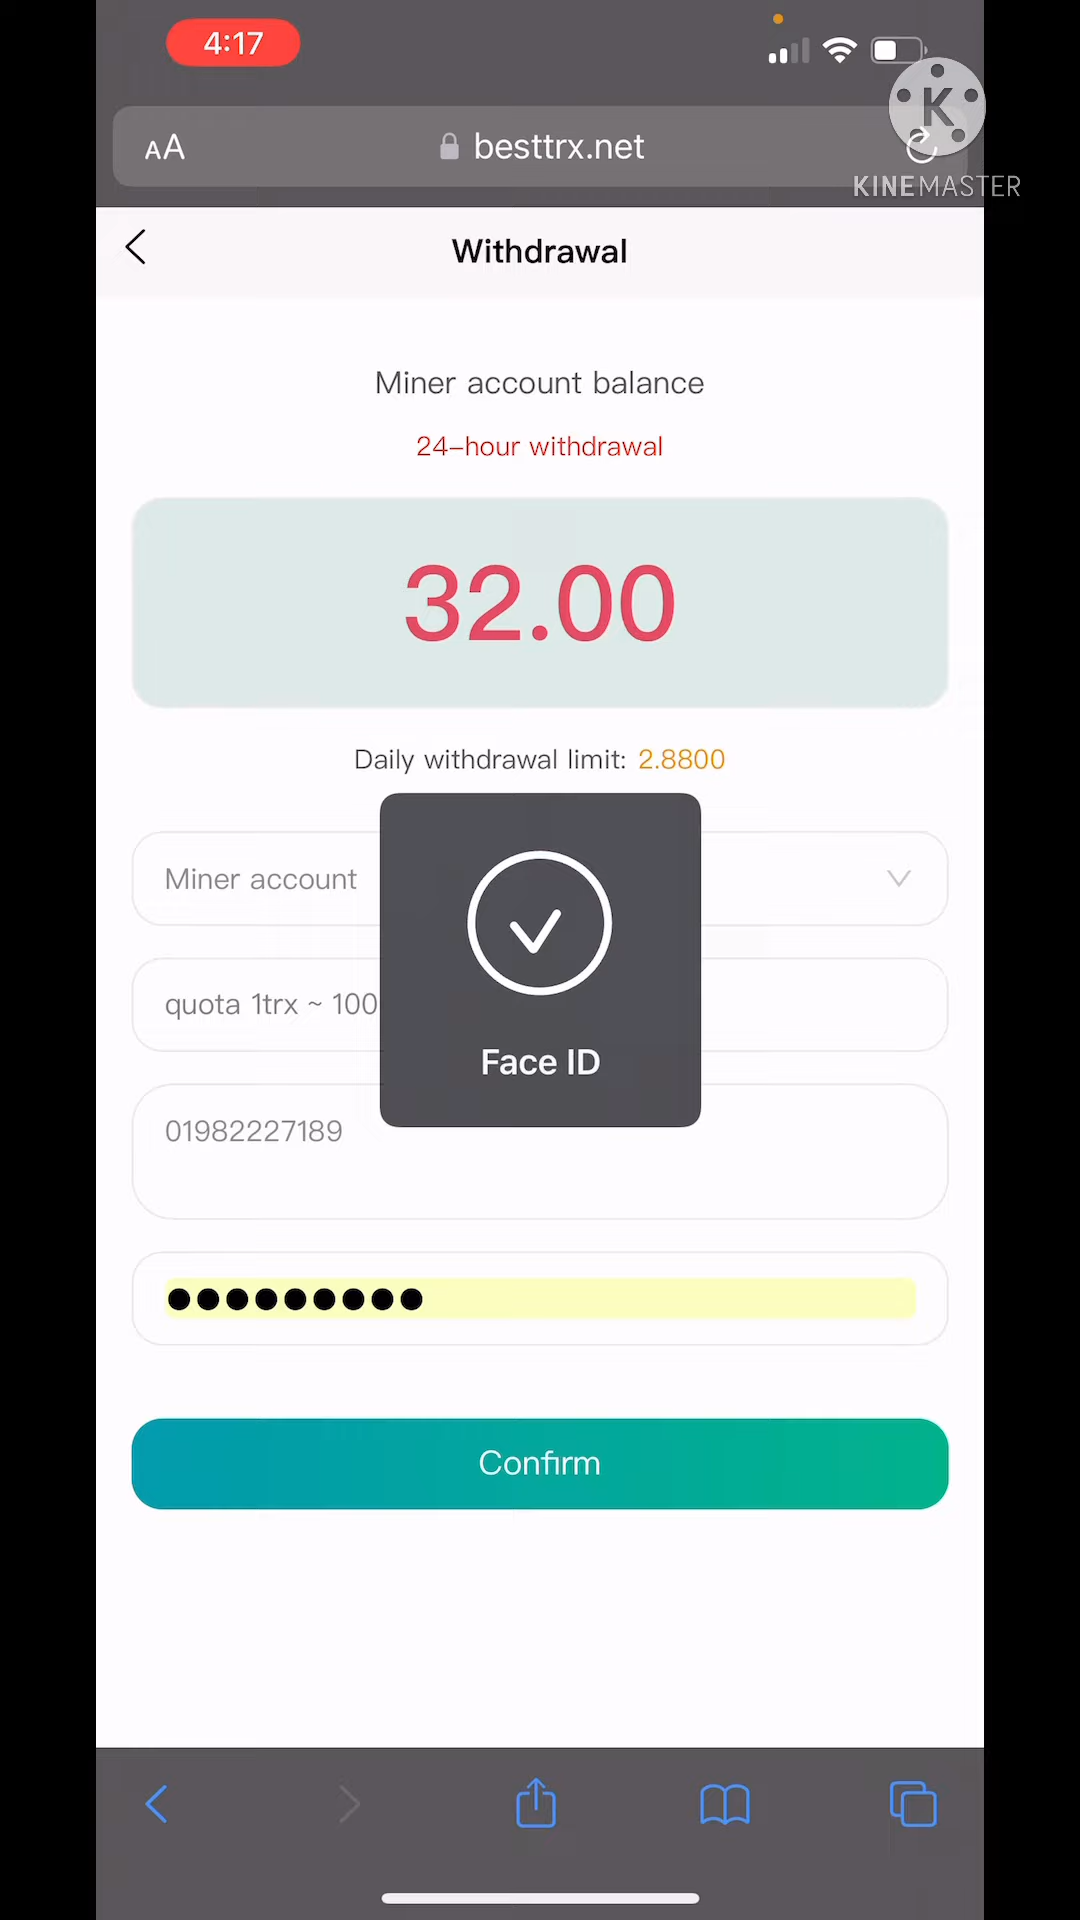 4:17
AA
besttrx.net
K
KINEMASTER
Withdrawal
Miner account balance
24-hour withdrawal
32.00
Daily withdrawal limit: 2.8800
Miner account
quota 1trx ~ 100
Face ID
01982227189
Confirm